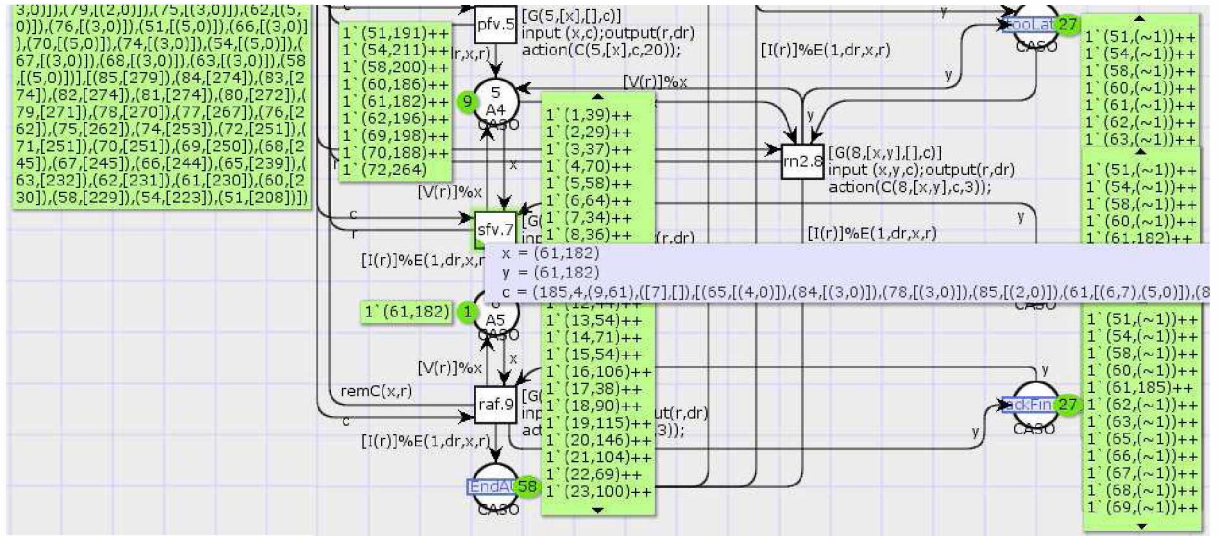 3,0)]),(79,[(2,0)]),(75,[(3,0)]),(62,[(5,
0)]),(76,[(3,0)]),(51,[(5,0)]),(66,[(3,0)]
),(70,[(5,0)]),(74,[(3,0)]),(54,[(5,0)]),(
67,[(3,0)]),(68,[(3,0)]),(63,[(3,0)]),(58
,[(5,0)])],[(85,[279]),(84,[274]),(83,[2
74]),(82,[274]),(81,[274]),(80,[272]),(
79,[271]),(78,[270]),(77,[267]),(76,[2
62]),(75,[262]),(74,[253]),(72,[251]),(
71,[251]),(70,[250]),(69,[250]),(68,[2
45]),(67,[245]),(66,[244]),(65,[239]),(
63,[232]),(62,[231]),(61,[230]),(60,[2
30]),(58,[229]),(54,[223]),(51,[208])])
c
pfv.5
[G(5,[x],[],c)]
input (x,c);output(r,dr)
action(C(5,[x],c,20));
1`(51,191)++
1`(54,211)++
1`(58,200)++
1`(60,186)++
1`(61,182)++
1`(62,196)++
1`(69,198)++
1`(70,188)++
1`(72,264)
r,x,r)
9
5
A4
CASO
[V(r)]%x
[I(r)]%E(1,dr,x,r)
y
y
y
27
CASO
1`(51,(~1))++
1`(54,(~1))++
1`(58,(~1))++
1`(60,(~1))++
1`(61,(~1))++
1`(62,(~1))++
1`(63,(~1))++
1`(1,39)++
1`(2,29)++
1`(3,37)++
1`(4,70)++
1`(5,58)++
1`(6,64)++
1`(7,34)++
1`(8,36)++
rn2.8
[G(8,[x,y],[],c)]
input (x,y,c);output(r,dr)
action(C(8,[x,y],c,3));
1`(51,(~1))++
1`(54,(~1))++
1`(58,(~1))++
1`(60,(~1))++
1`(61,182)++
x
[V(r)]%x
c
r
sfv.7
[G(
inp
(r,dr)
y
[I(r)]%E(1,dr,x,r)
[I(r)]%E(1,dr,x,r
x = (61,182)
y = (61,182)
c = (185,4,(9,61),([7],[]),[(65,[(4,0)]),(84,[(3,0)]),(78,[(3,0)]),(85,[(2,0)]),(61,[(6,7)(5,0)]),(8
1`(61,182)
1
A5
CASO
1`(13,54)++
1`(14,71)++
1`(15,54)++
1`(16,106)++
1`(17,38)++
1`(18,90)++
1`(19,115)++
1`(20,146)++
1`(21,104)++
1`(22,69)++
1`(23,100)++
CASO
1`(51,(~1))++
1`(54,(~1))++
1`(58,(~1))++
1`(60,(~1))++
1`(61,185)++
1`(62,(~1))++
1`(63,(~1))++
1`(65,(~1))++
1`(66,(~1))++
1`(67,(~1))++
1`(68,(~1))++
1`(69,(~1))++
x
[V(r)]%x
y
remC(x,r)
raf.9
[G(
inp
ut(r,dr)
act
3));
c
[I(r)]%E(1,dr,x,r)
y
ackFin
27
CASO
EndA
58
CASO